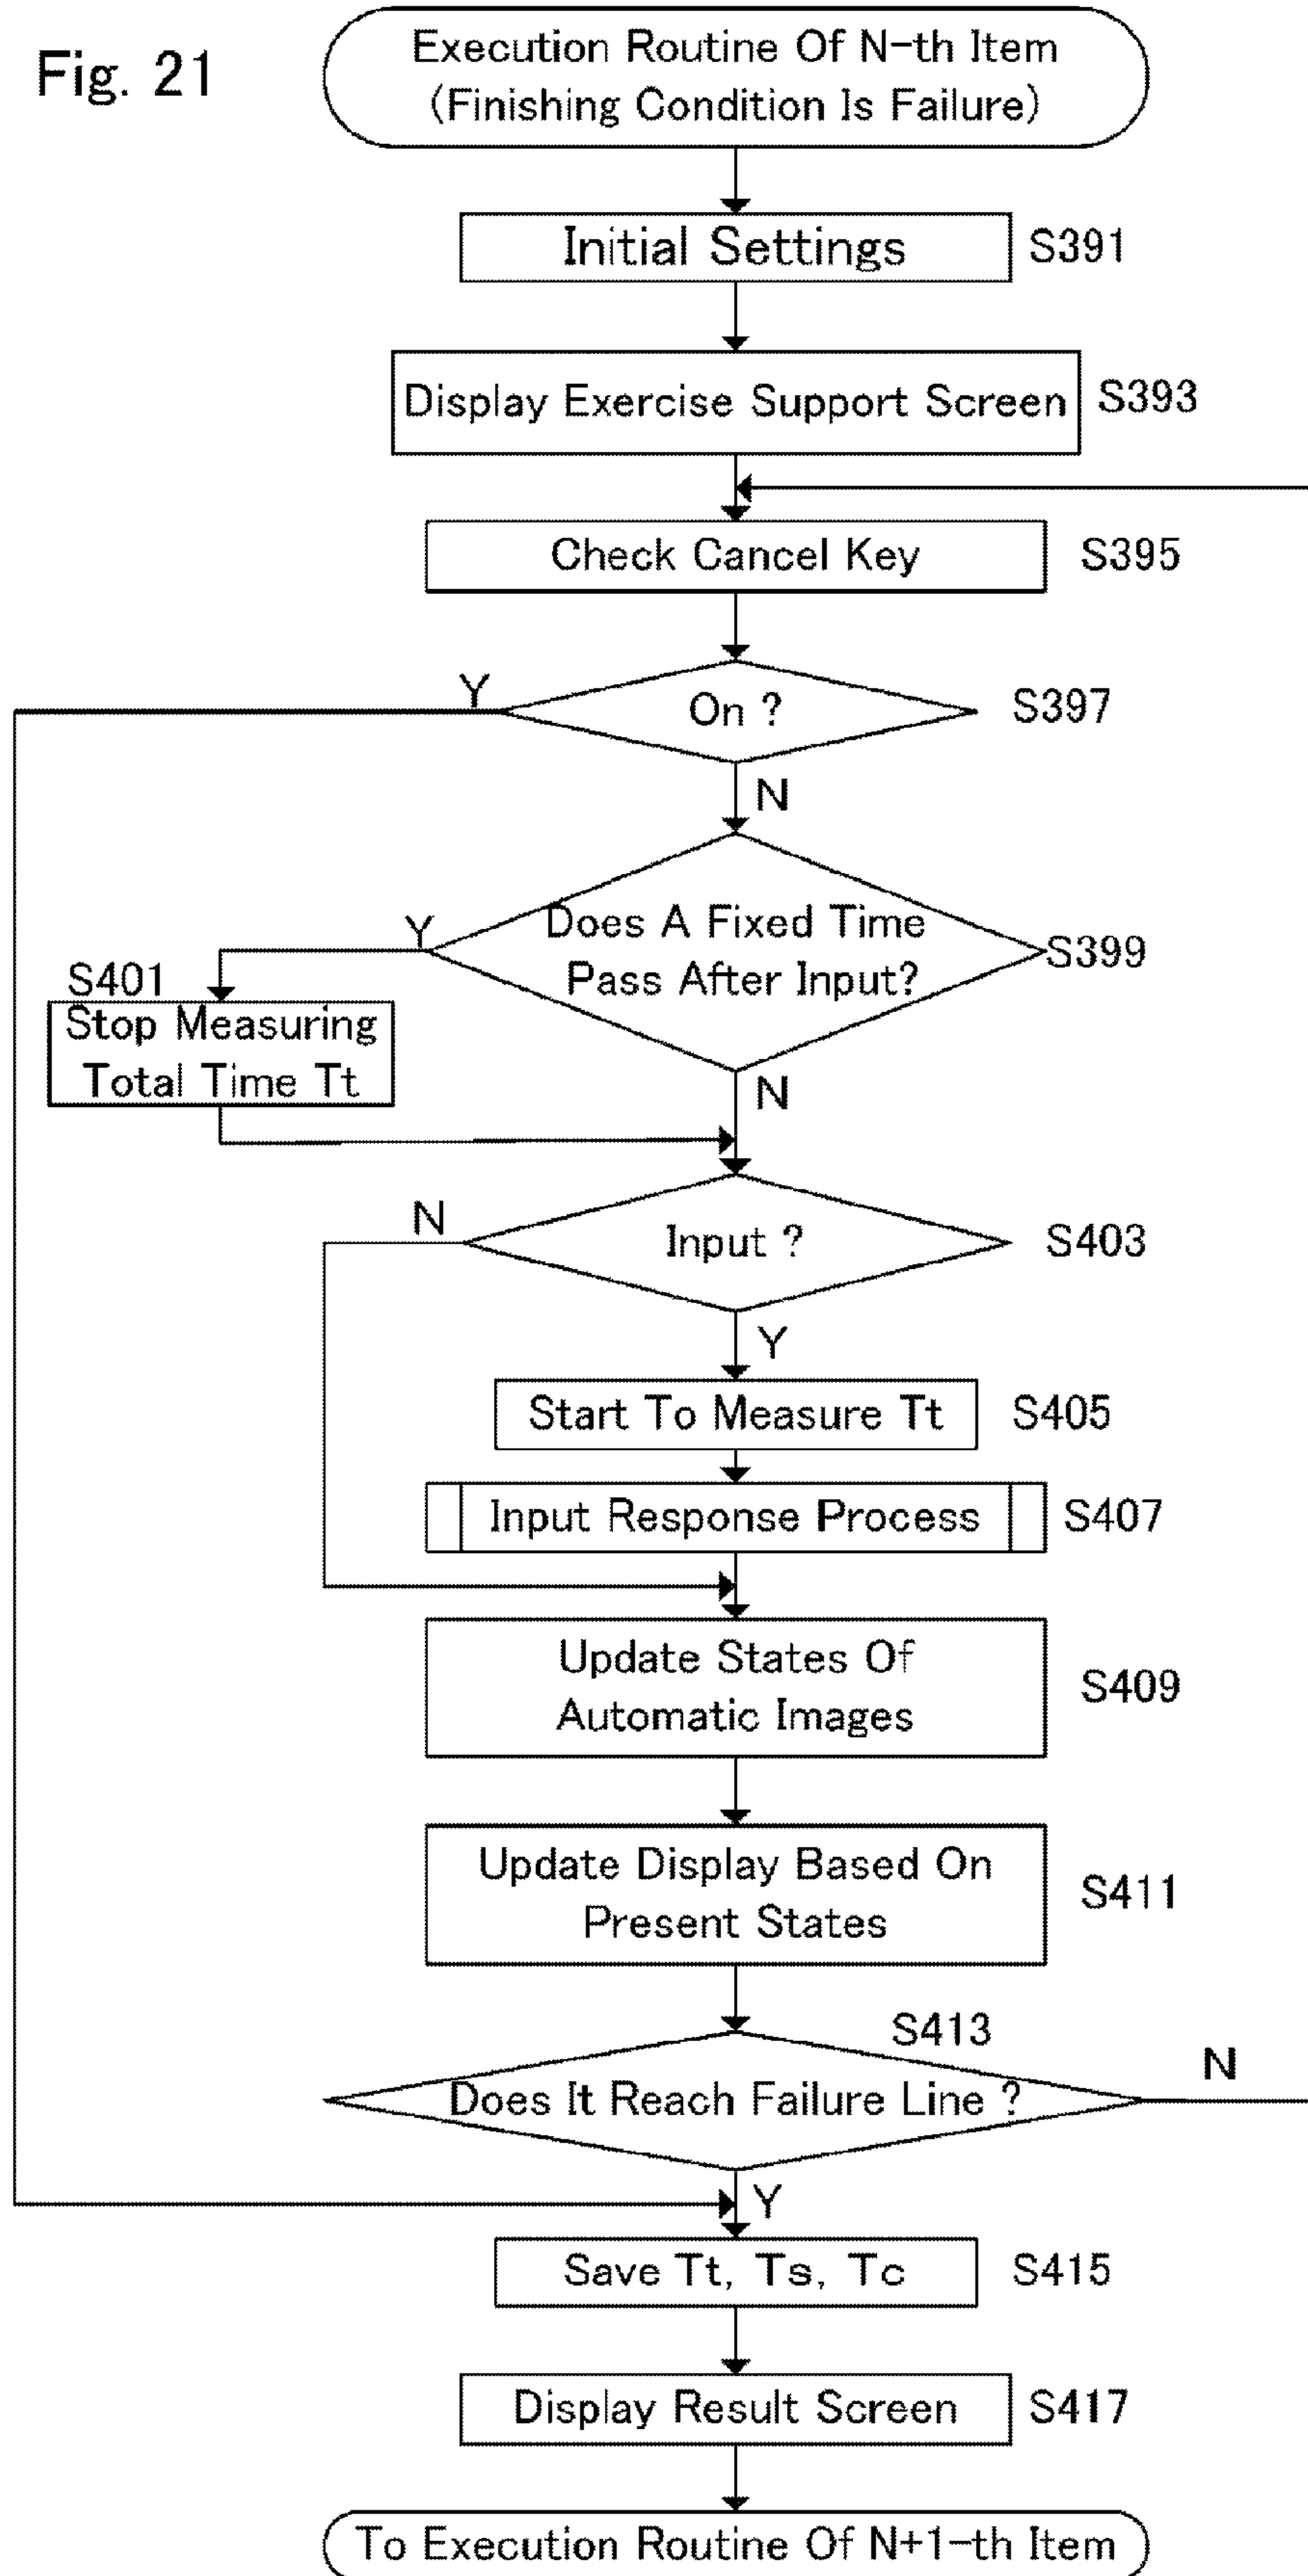 Fig. 21
Execution Routine Of N-th Item
(Finishing Condition Is Failure)
Initial Settings
S391
Display Exercise Support Screen
S393
Check Cancel Key
S395
Y
On ?
S397
N
Y
Does A Fixed Time
Pass After Input?
S399
S401
Stop Measuring
Total Time Tt
N
N
Input ?
S403
Y
Start To Measure Tt
S405
Input Response Process
S407
Update States Of
Automatic Images
S409
Update Display Based On
Present States
S411
S413
Does It Reach Failure Line ?
N
Y
Save Tt, Ts, Tc
S415
Display Result Screen
S417
To Execution Routine Of N+1-th Item